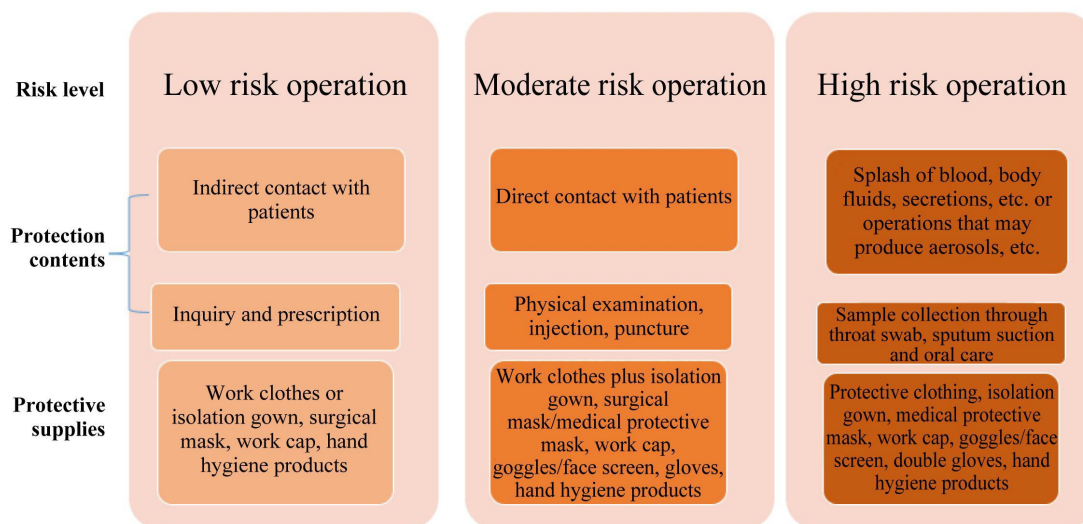 Risk level
Low risk operation
Moderate risk operation
High risk operation
Protection
contents
Indirect contact with
patients
Direct contact with patients
Splash of blood, body
fluids, secretions, etc. or
operations that may
produce aerosols, etc.
Inquiry and prescription
Physical examination,
injection, puncture
Sample collection through
throat swab, sputum suction
and oral care
Protective
supplies
Work clothes or
isolation gown, surgical
mask, work cap, hand
hygiene products
Work clothes plus isolation
gown, surgical
mask/medical protective
mask, work cap,
goggles/face screen, gloves,
hand hygiene products
Protective clothing, isolation
gown, medical protective
mask, work cap, goggles/face
screen, double gloves, hand
hygiene products